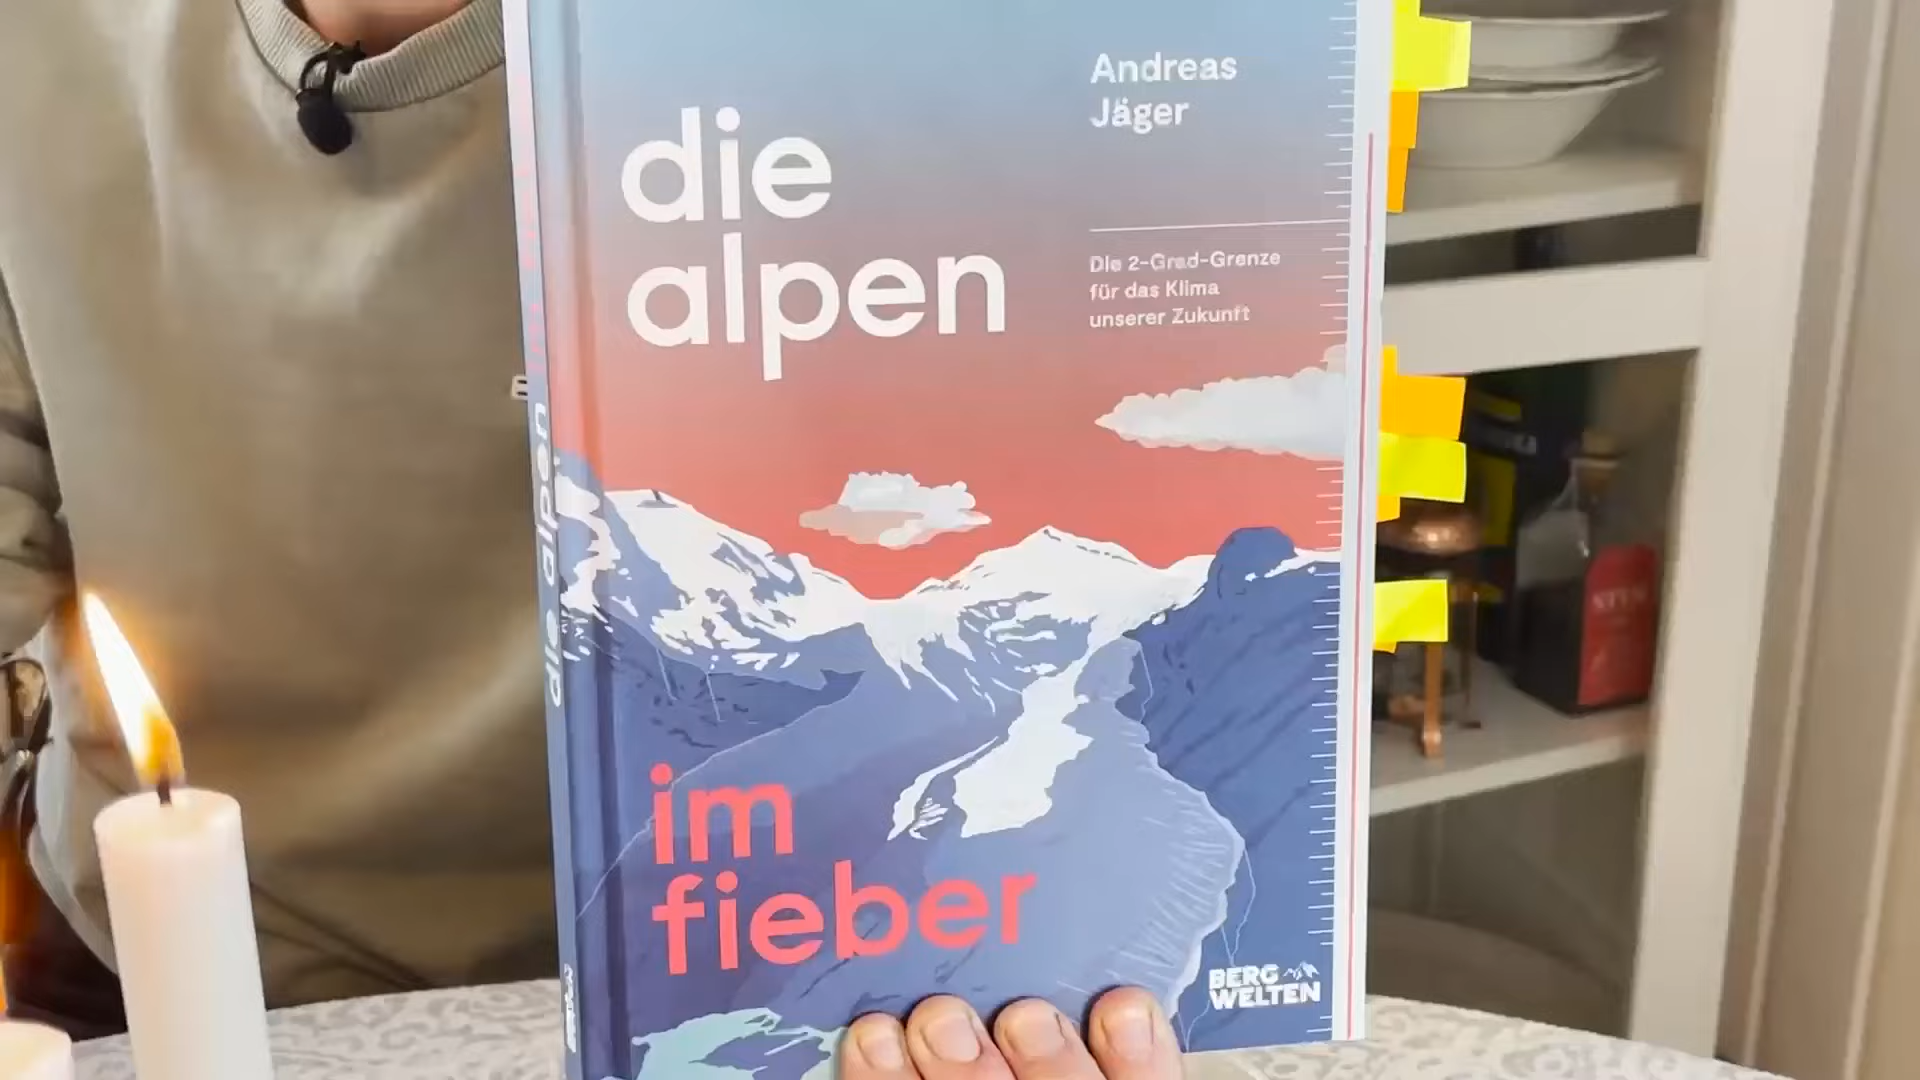 Andreas
Jäger
die
alpen
Die 2-Grad-Grenze
für das Klima
unserer Zukunft
im
fieber
BERG
WELTEN
die alpen